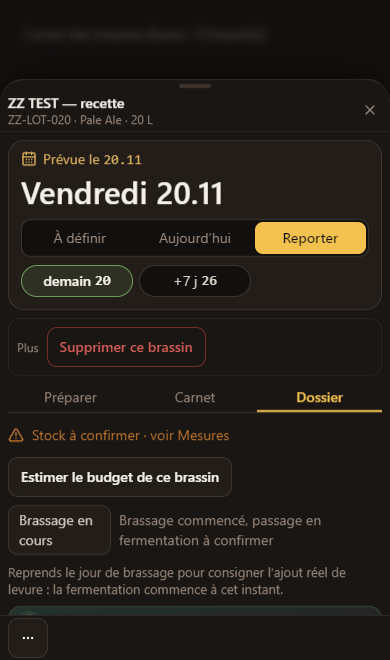 ZZ TEST — recette
ZZ-LOT-020 · Pale Ale · 20 L
Prévue le 20.11
Vendredi 20.11
À définir
Aujourd'hui
Reporter
demain 20
+7 j 26
Plus
Supprimer ce brassin
Préparer
Carnet
Dossier
Stock à confirmer · voir Mesures
Estimer le budget de ce brassin
Brassage en
cours
Brassage commencé, passage en
fermentation à confirmer
Reprends le jour de brassage pour consigner l'ajout réel de
levure : la fermentation commence à cet instant.
...